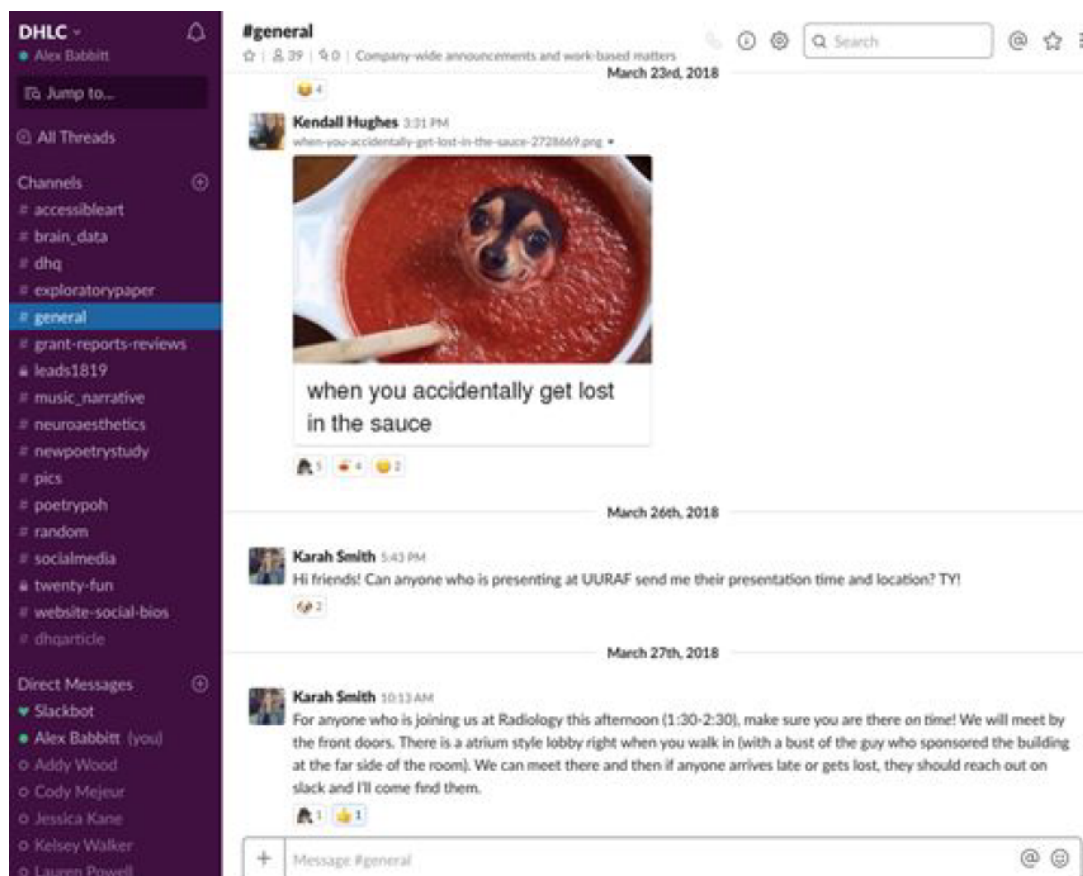 DHLC
Alex Babbitt
Jump to...
All Threads
Channels
# accessibleart
# brain_data
# dhq
# exploratorypaper
# general
# grant-reports-reviews
leads1819
# music_narrative
# neuroaesthetics
# newpoetrystudy
# pics
# poetrypoh
# random
# socialmedia
twenty-fun
# website-social-bios
# dhqarticle
Direct Messages
Slackbot
Alex Babbitt (you)
Addy Wood
Cody Mejeur
Jessica Kane
Kelsey Walker
Lauren Powell
#general
39 | 0 | Company-wide announcements and work-based matters
Search
March 23rd, 2018
4
Kendall Hughes 3:31 PM
when-you-accidentally-get-lost-in-the-sauce-2728669.png
when you accidentally get lost
in the sauce
5 4 2
March 26th, 2018
Karah Smith 5:43 PM
Hi friends! Can anyone who is presenting at UURAF send me their presentation time and location? TY!
2
March 27th, 2018
Karah Smith 10:13 AM
For anyone who is joining us at Radiology this afternoon (1:30-2:30), make sure you are there on time! We will meet by
the front doors. There is a atrium style lobby right when you walk in (with a bust of the guy who sponsored the building
at the far side of the room). We can meet there and then if anyone arrives late or gets lost, they should reach out on
slack and I'll come find them.
1 1
Message #general